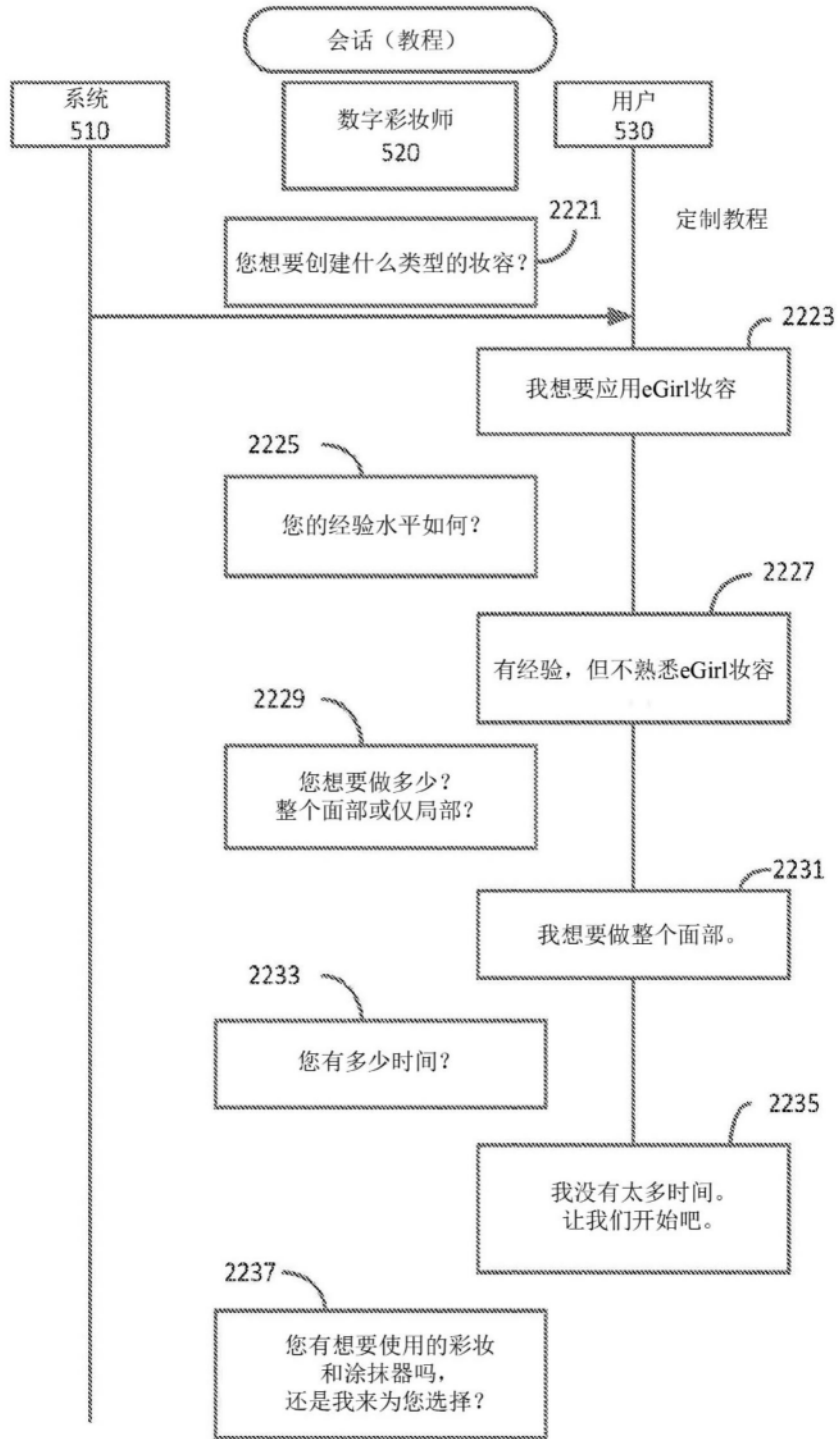 会话（教程）
系统
510
数字彩妆师
520
用户
530
2221
定制教程
您想要创建什么类型的妆容？
2223
我想要应用eGirl妆容
2225
您的经验水平如何？
2227
有经验，但不熟悉eGirl妆容
2229
您想要做多少？
整个面部或仅局部？
2231
我想要做整个面部。
2233
您有多少时间？
2235
我没有太多时间。
让我们开始吧。
2237
您有想要使用的彩妆
和涂抹器吗，
还是我来为您选择？